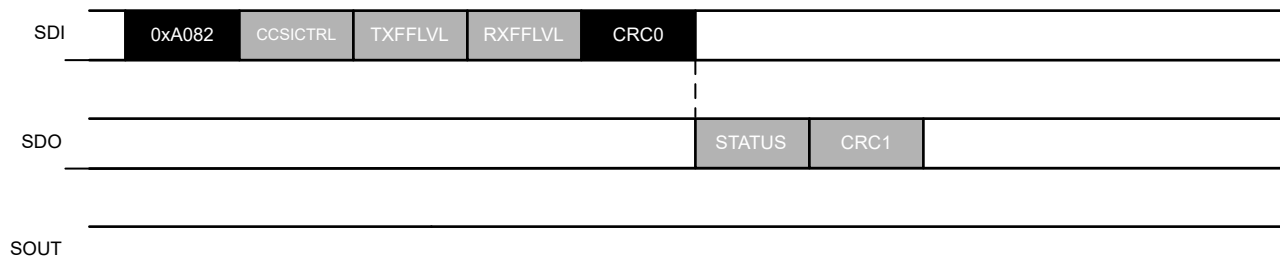 SDI 0xA082 CCSICTRL TXFFLVL RXFFLVL CRC0
SDO STATUS CRC1
SOUT